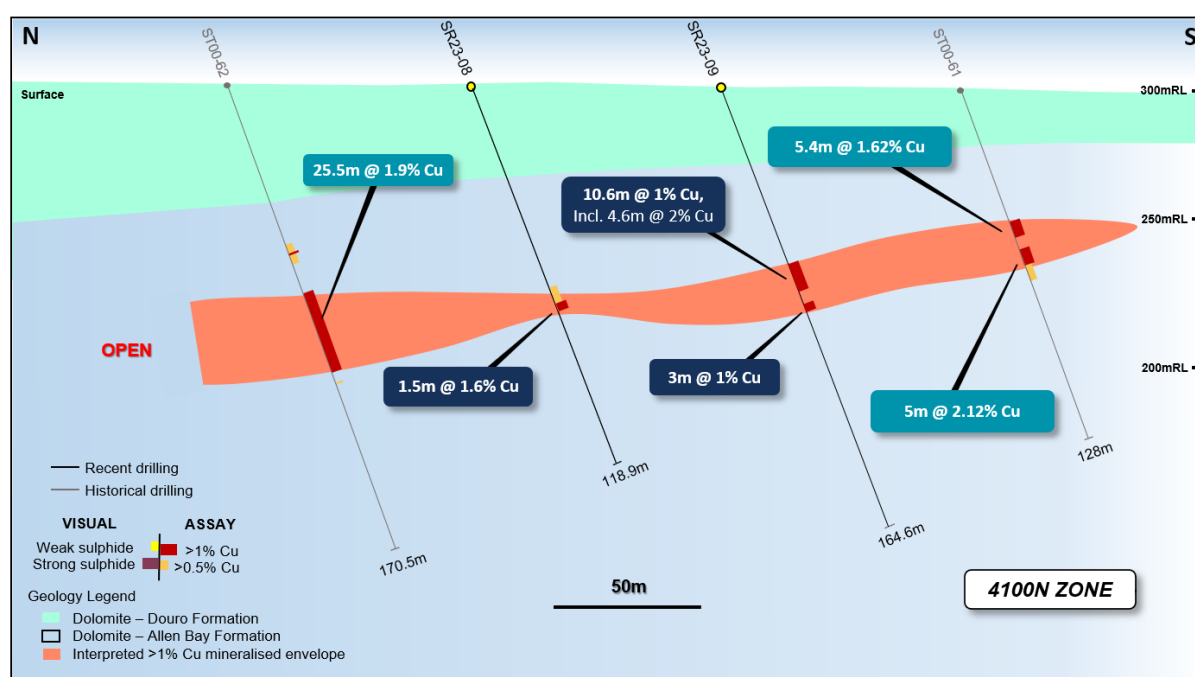 N
S
ST00-62
SR23-08
SR23-09
ST00-61
Surface
300mRL
5.4m @ 1.62% Cu
25.5m @ 1.9% Cu
10.6m @ 1% Cu,
Incl. 4.6m @ 2% Cu
250mRL
OPEN
200mRL
1.5m @ 1.6% Cu
3m @ 1% Cu
5m @ 2.12% Cu
128m
118.9m
164.6m
170.5m
Recent drilling
Historical drilling
VISUAL ASSAY
Weak sulphide >1% Cu
Strong sulphide >0.5% Cu
50m
4100N ZONE
Geology Legend
Dolomite – Douro Formation
Dolomite – Allen Bay Formation
Interpreted >1% Cu mineralised envelope